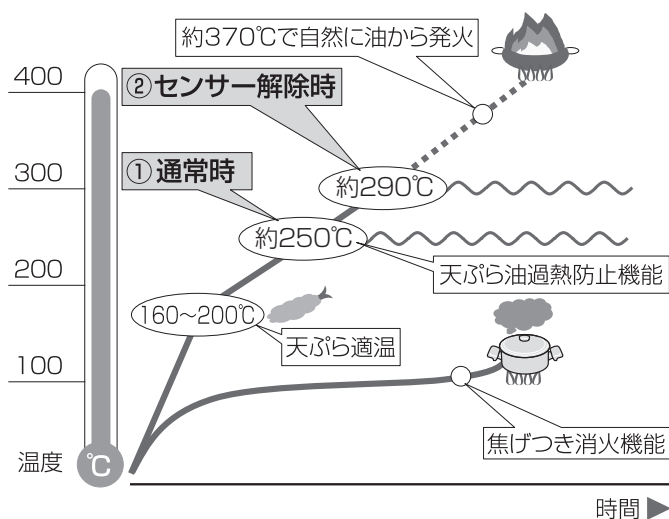 約370℃で自然に油から発火
400
②センサー解除時
①通常時
300
約290℃
約250℃
200
天ぷら油過熱防止機能
160〜200℃
天ぷら適温
100
焦げつき消火機能
温度
℃
時間